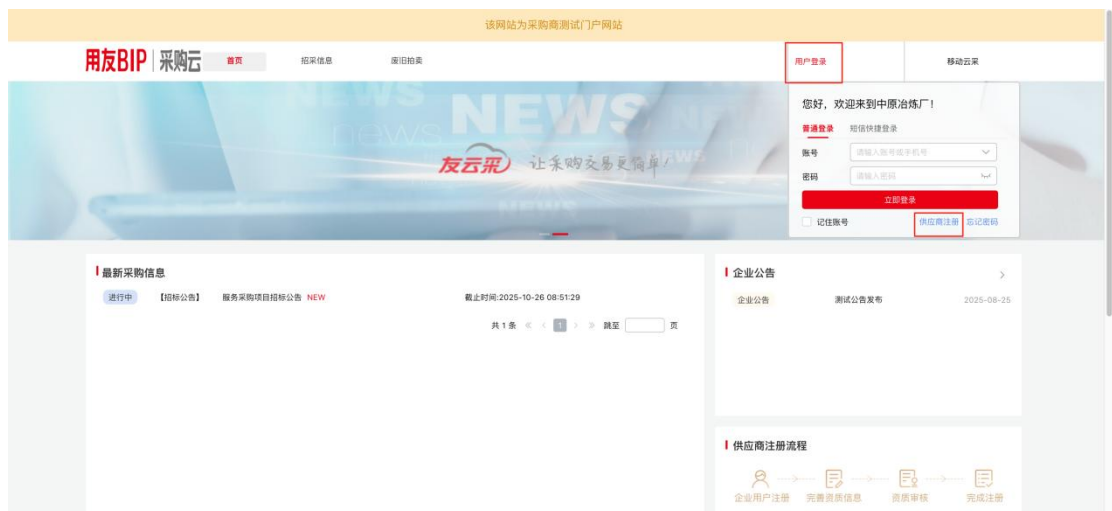 该网站为采购商测试门户网站
用友BIP 采购云 首页 招采信息 废旧拍卖 用户登录 移动云采
NEWS
news
NEWS
友云采 让采购交易更简单！
您好，欢迎来到中原冶炼厂！
普通登录 短信快捷登录
账号 请输入账号或手机号
密码 请输入密码
立即登录
记住账号 供应商注册 忘记密码
最新采购信息
进行中 【招标公告】 服务采购项目招标公告 NEW 截止时间:2025-10-26 08:51:29
共 1 条 1 跳至 页
企业公告
企业公告 测试公告发布 2025-08-25
供应商注册流程
企业用户注册 完善资质信息 资质审核 完成注册